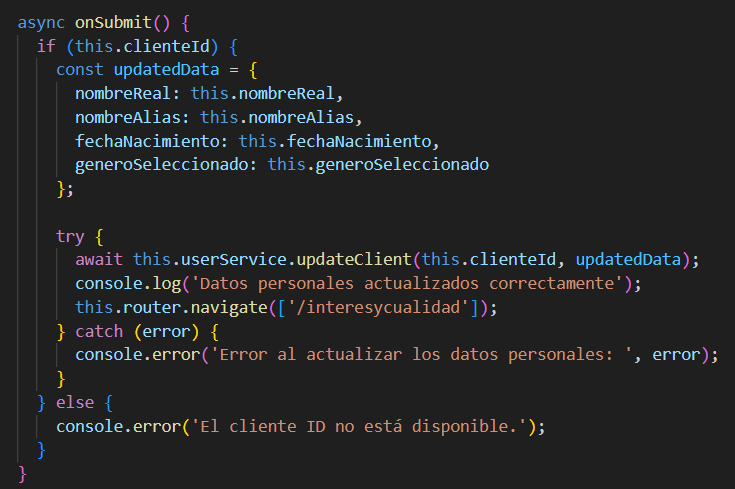 async onSubmit() {
if (this.clienteId) {
const updatedData = {
nombreReal: this.nombreReal,
nombreAlias: this.nombreAlias,
fechaNacimiento: this.fechaNacimiento,
generoSeleccionado: this.generoSeleccionado
};
try {
await this.userService.updateClient(this.clienteId, updatedData);
console.log('Datos personales actualizados correctamente');
this.router.navigate(['/interesycualidad']);
} catch (error) {
console.error('Error al actualizar los datos personales: ', error);
}
} else {
console.error('El cliente ID no está disponible.');
}
}